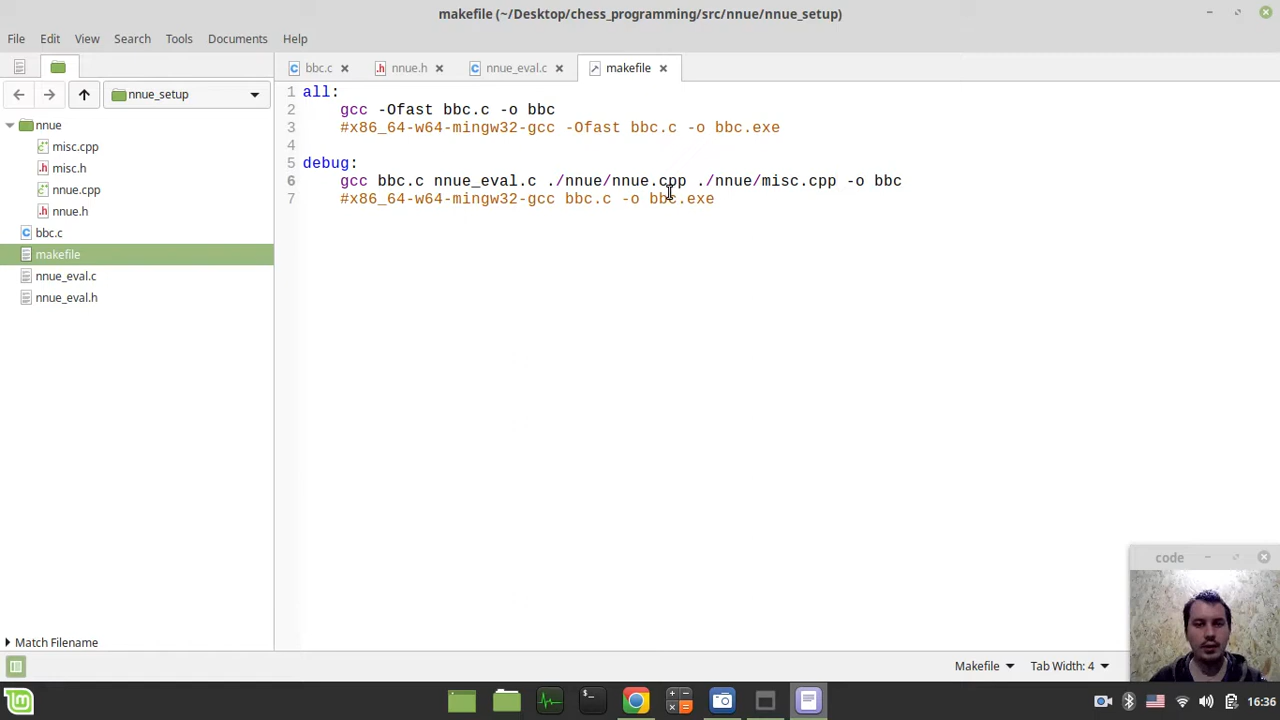 makefile (~/Desktop/chess_programming/src/nnue/nnue_setup)
File Edit View Search Tools Documents Help
bbc.c nnue.h nnue_eval.c makefile
nnue_setup
nnue
misc.cpp
misc.h
nnue.cpp
nnue.h
bbc.c
makefile
nnue_eval.c
nnue_eval.h
Match Filename
1 all:
2 gcc -Ofast bbc.c -o bbc
3 #x86_64-w64-mingw32-gcc -Ofast bbc.c -o bbc.exe
4
5 debug:
6 gcc bbc.c nnue_eval.c ./nnue/nnue.cpp ./nnue/misc.cpp -o bbc
7 #x86_64-w64-mingw32-gcc bbc.c -o bbc.exe
code
Makefile Tab Width: 4
16:36